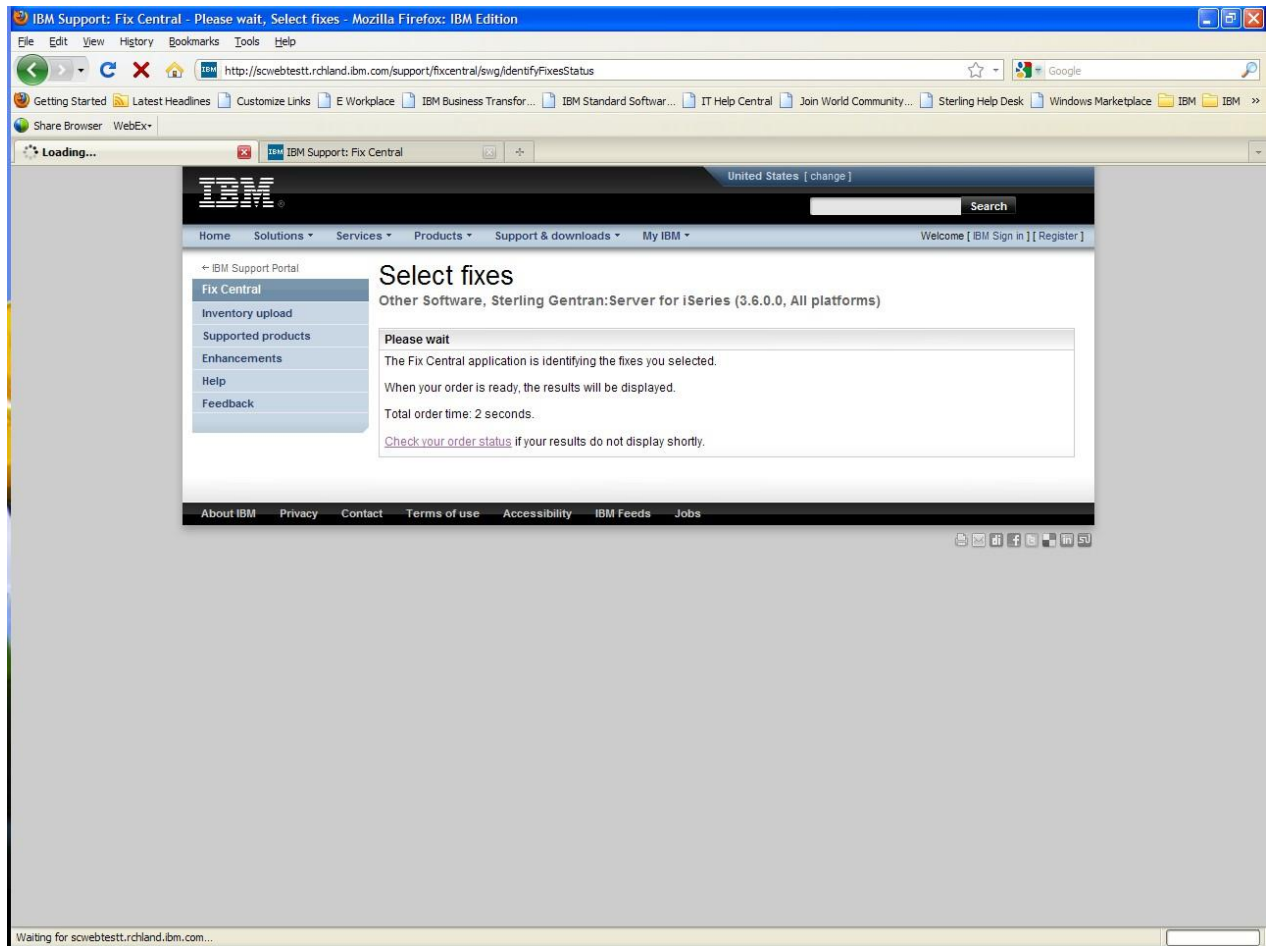 IBM Support: Fix Central - Please wait, Select fixes - Mozilla Firefox: IBM Edition
File Edit View History Bookmarks Tools Help
IBM http://scwebtestt.rchland.ibm.com/support/fixcentral/swg/identifyFixesStatus Google
Getting Started Latest Headlines Customize Links E Workplace IBM Business Transfor... IBM Standard Softwar... IT Help Central Join World Community... Sterling Help Desk Windows Marketplace IBM IBM »
Share Browser WebEx
Loading... IBM IBM Support: Fix Central
United States [ change ]
IBM®
Search
Home Solutions Services Products Support & downloads My IBM Welcome [ IBM Sign in ] [ Register ]
← IBM Support Portal
Fix Central
Inventory upload
Supported products
Enhancements
Help
Feedback
Select fixes
Other Software, Sterling Gentran:Server for iSeries (3.6.0.0, All platforms)
Please wait
The Fix Central application is identifying the fixes you selected.
When your order is ready, the results will be displayed.
Total order time: 2 seconds.
Check your order status if your results do not display shortly.
About IBM Privacy Contact Terms of use Accessibility IBM Feeds Jobs
Waiting for scwebtestt.rchland.ibm.com...